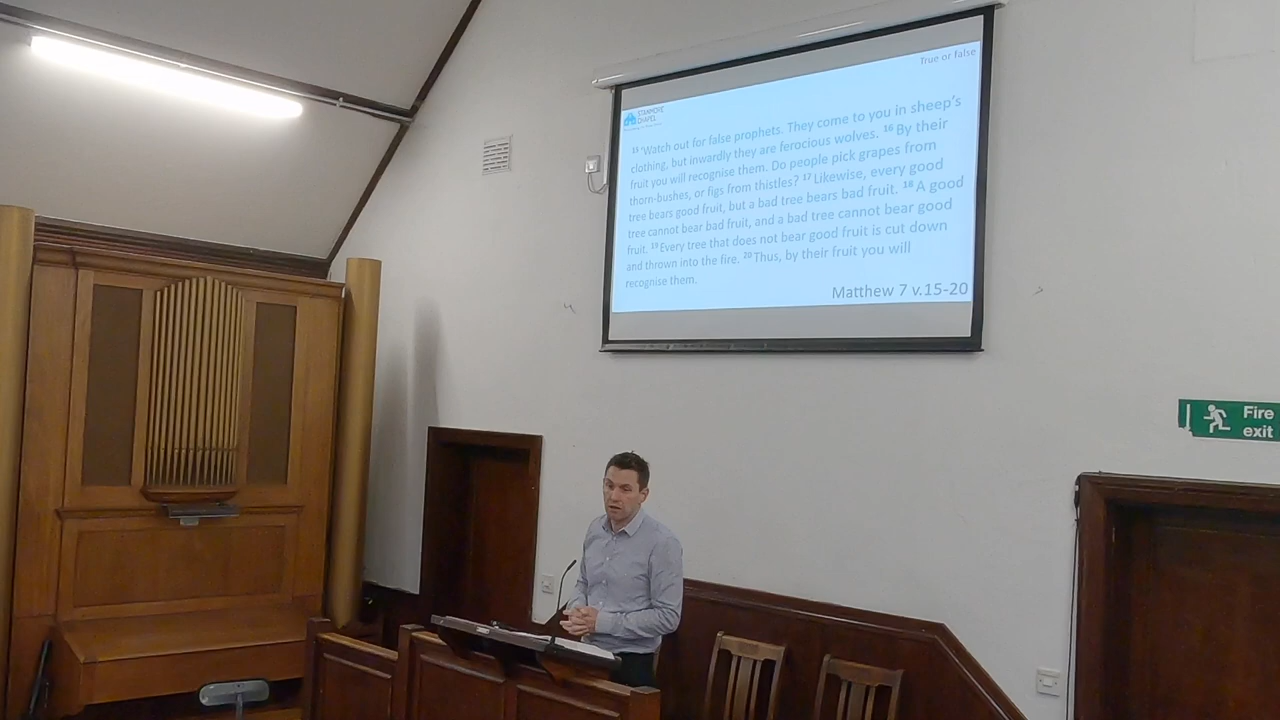 True or false
STANMORE
CHAPEL
15 'Watch out for false prophets. They come to you in sheep's
clothing, but inwardly they are ferocious wolves. 16 By their
fruit you will recognise them. Do people pick grapes from
thorn-bushes, or figs from thistles? 17 Likewise, every good
tree bears good fruit, but a bad tree bears bad fruit. 18 A good
tree cannot bear bad fruit, and a bad tree cannot bear good
fruit. 19 Every tree that does not bear good fruit is cut down
and thrown into the fire. 20 Thus, by their fruit you will
recognise them.
Matthew 7 v.15-20
Fire
exit